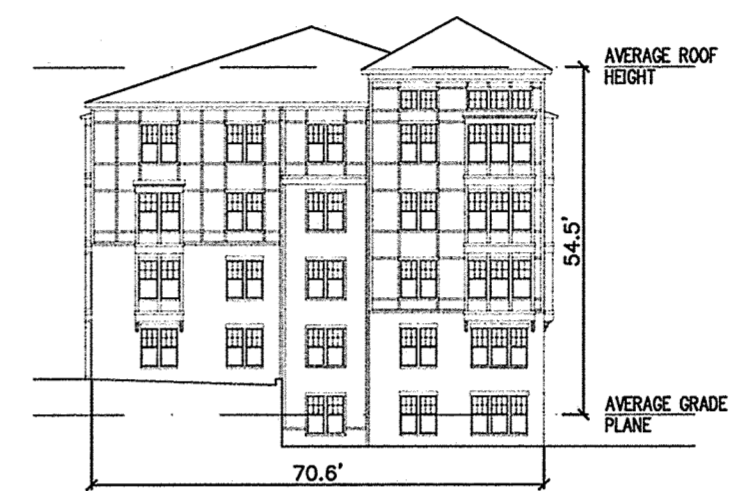 AVERAGE ROOF
HEIGHT
54.5'
AVERAGE GRADE
PLANE
70.6'